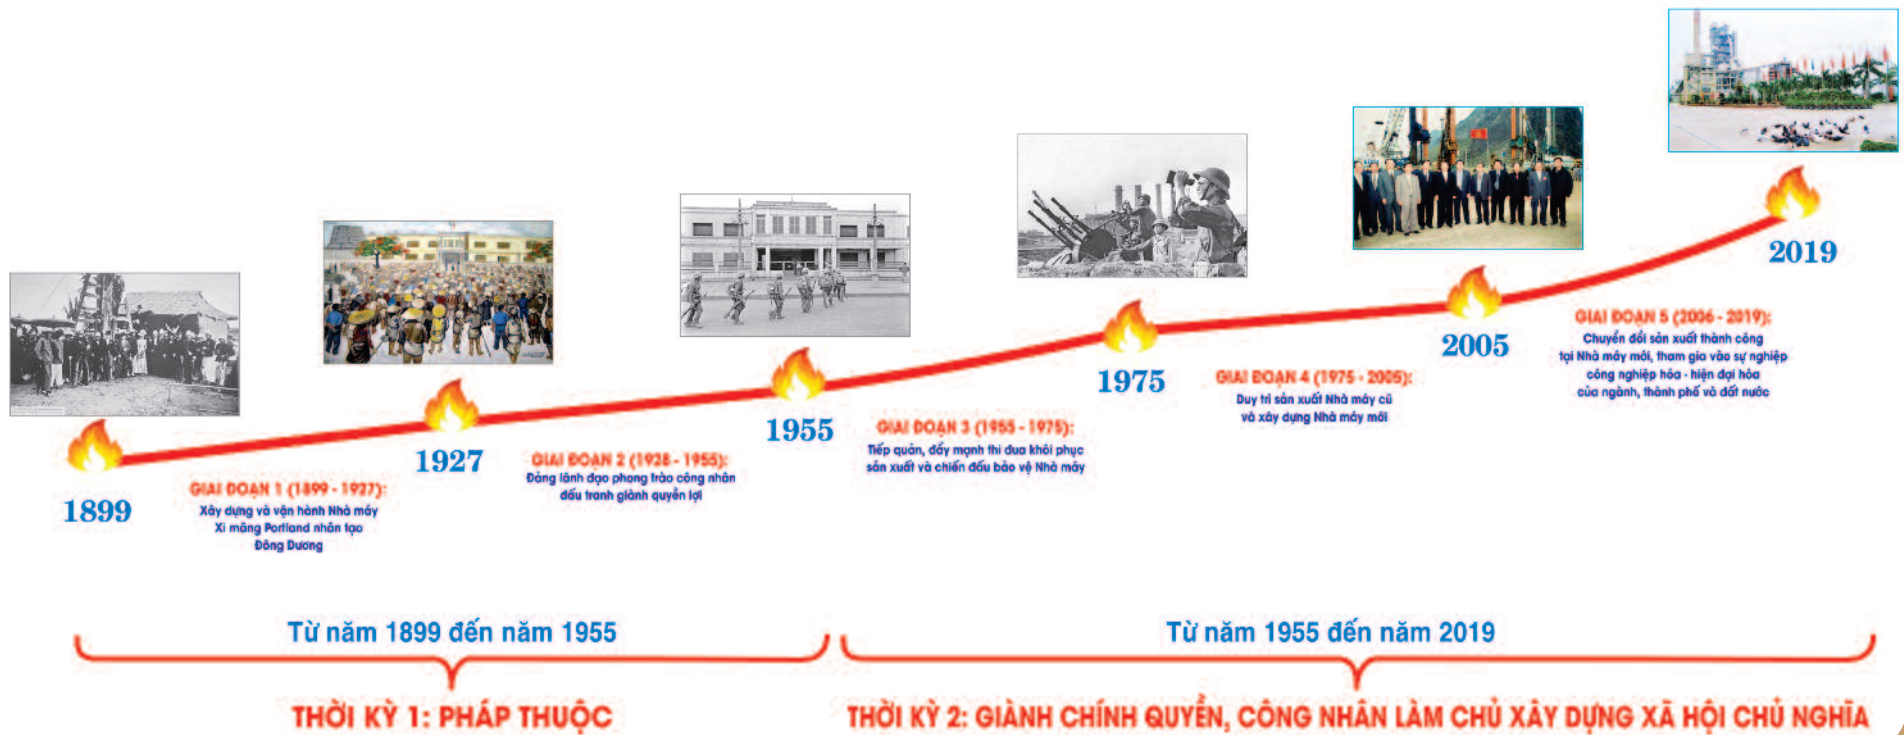 1899
GIAI ĐOẠN 1 (1899 - 1927):
Xây dựng và vận hành Nhà máy
Xi măng Portland nhân tạo
Đông Dương
1927
GIAI ĐOẠN 2 (1928 - 1955):
Đảng lãnh đạo phong trào công nhân
đấu tranh giành quyền lợi
1955
GIAI ĐOẠN 3 (1955 - 1975):
Tiếp quản, đẩy mạnh thi đua khôi phục
sản xuất và chiến đấu bảo vệ Nhà máy
1975
GIAI ĐOẠN 4 (1975 - 2005):
Duy trì sản xuất Nhà máy cũ
và xây dựng Nhà máy mới
2005
GIAI ĐOẠN 5 (2006 - 2019):
Chuyển đổi sản xuất thành công
tại Nhà máy mới, tham gia vào sự nghiệp
công nghiệp hóa - hiện đại hóa
của ngành, thành phố và đất nước
2019
Từ năm 1899 đến năm 1955
THỜI KỲ 1: PHÁP THUỘC
Từ năm 1955 đến năm 2019
THỜI KỲ 2: GIÀNH CHÍNH QUYỀN, CÔNG NHÂN LÀM CHỦ XÂY DỰNG XÃ HỘI CHỦ NGHĨA